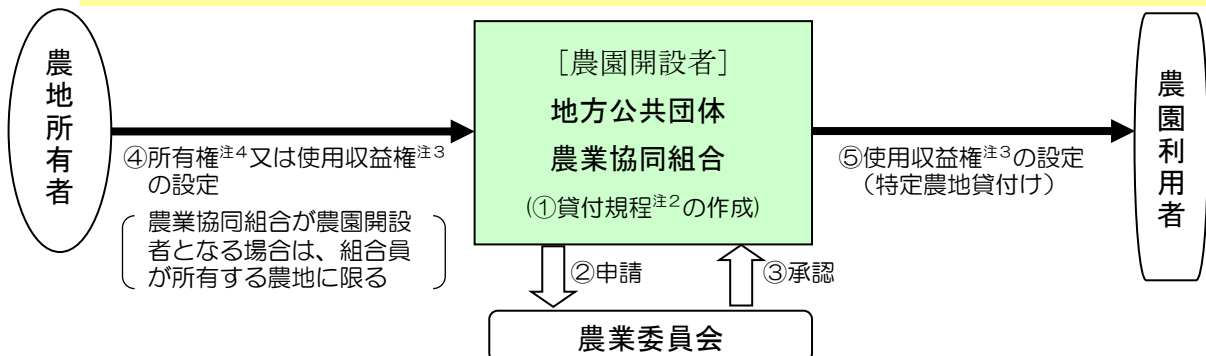 農地所有者
④所有権注4又は使用収益権注3
の設定
農業協同組合が農園開設
者となる場合は、組合員
が所有する農地に限る
［農園開設者］
地方公共団体
農業協同組合
(①貸付規程注2の作成)
②申請
③承認
農業委員会
⑤使用収益権注3の設定
（特定農地貸付け）
農園利用者